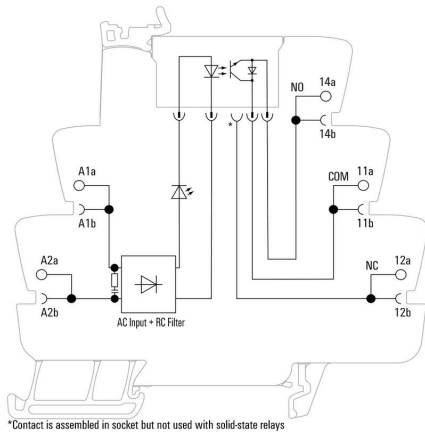 NO
14a
14b
*
A1a
A1b
COM
11a
11b
A2a
A2b
NC
12a
12b
AC Input + RC Filter
*Contact is assembled in socket but not used with solid-state relays